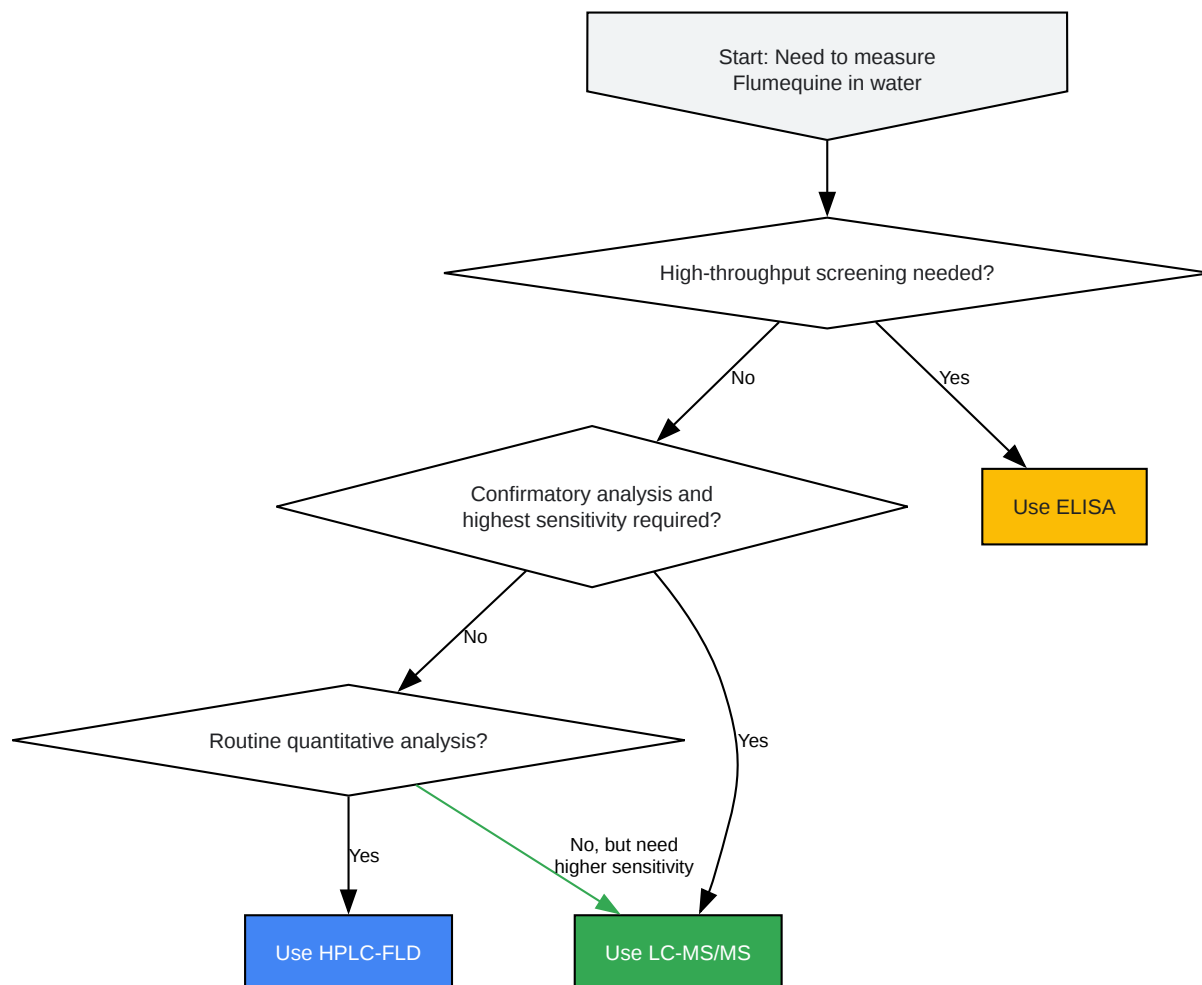 Start: Need to measure
Flumequine in water
High-throughput screening needed?
No
Yes
Confirmatory analysis and
highest sensitivity required?
Use ELISA
No
Yes
Routine quantitative analysis?
Yes
No, but need
higher sensitivity
Use HPLC-FLD
Use LC-MS/MS